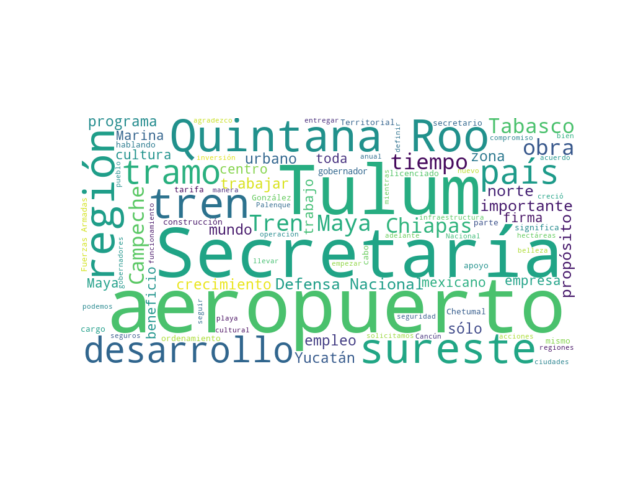 programa
agradezco
entregar
Territorial
secretario
Marina
Quintana Roo
compromiso
Tabasco
bien
hablando
cultura
inversión
urbano
toda
definir
tiempo
Nacional
acuerdo
obra
hectáreas
zona
pueblo
región
tramo
centro
gobernador
anual
mientras
licenciado
país
nuevo
norte
trabajar
tarifa
manera
trabajo
Tulum
importante
Fuerzas Armadas
Campeche
tren
González
infraestructura
parte
significa
creció
construcción
Tren Maya
Chiapas
firma
propósito
gobernadores
funcionamiento
mundo
operación
cabo
adelante
belleza
Secretaría
llevar
empezar
apoyo
Maya
beneficio
crecimiento
Defensa Nacional
mexicano
empresa
Palenque
podemos
seguir
playa
aeropuerto
seguridad
Chetumal
cargo
seguros
cultural
ordenamiento
empleo
solicitamos
Cancún
sólo
acciones
mismo
desarrollo
Yucatán
sureste
regiones
ciudades